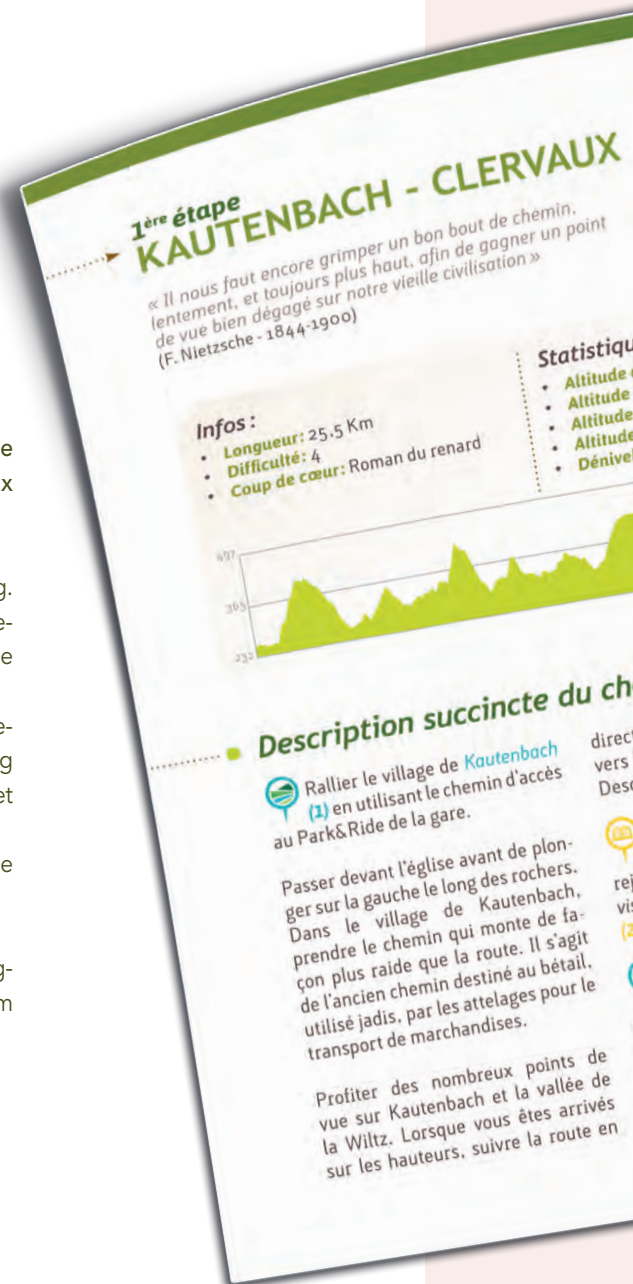 1ère étape
KAUTENBACH - CLERVAUX
« Il nous faut encore grimper un bon bout de chemin,
lentement, et toujours plus haut, afin de gagner un point
de vue bien dégagé sur notre vieille civilisation »
(F. Nietzsche - 1844-1900)
Infos :
• Longueur: 25,5 Km
• Difficulté: 4
• Coup de cœur: Roman du renard
Statistiqu
• Altitude
• Altitude
• Altitude
• Altitude
• Dénivel
497
365
232
e
x
g.
e-
e
e-
g
et
e
g-
m
Description succincte du ch
Rallier le village de Kautenbach
(1) en utilisant le chemin d'accès
au Park&Ride de la gare.
Passer devant l'église avant de plon-
ger sur la gauche le long des rochers.
Dans le village de Kautenbach,
prendre le chemin qui monte de fa-
çon plus raide que la route. Il s'agit
de l'ancien chemin destiné au bétail,
utilisé jadis, par les attelages pour le
transport de marchandises.
Profiter des nombreux points de
vue sur Kautenbach et la vallée de
la Wiltz. Lorsque vous êtes arrivés
sur les hauteurs, suivre la route en
direct
vers
Desc
rej
vis
(2